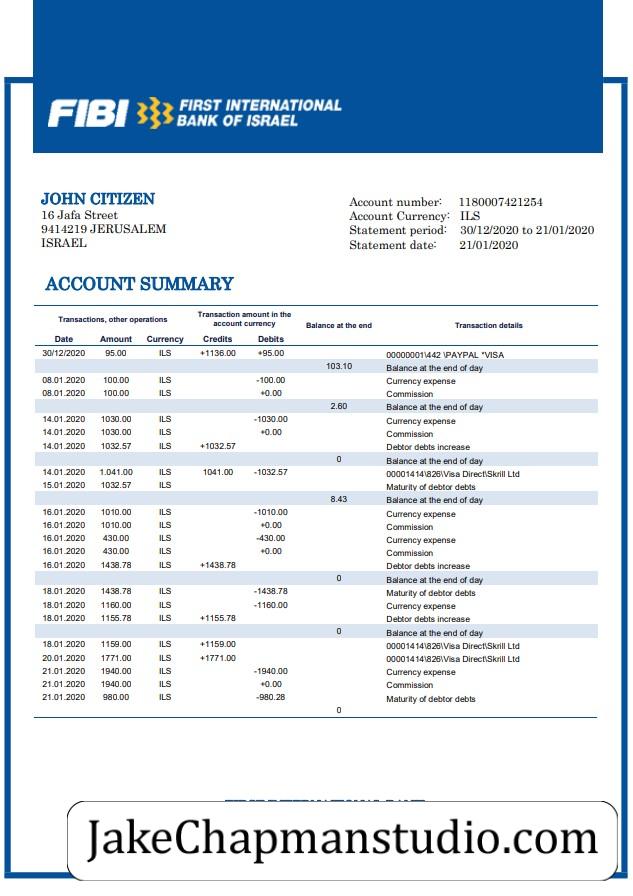 FIBI FIRST INTERNATIONAL
BANK OF ISRAEL
JOHN CITIZEN
16 Jafa Street
9414219 JERUSALEM
ISRAEL
Account number: 1180007421254
Account Currency: ILS
Statement period: 30/12/2020 to 21/01/2020
Statement date: 21/01/2020
ACCOUNT SUMMARY
Transactions, other operations Transaction amount in the account currency Balance at the end Transaction details
Date Amount Currency Credits Debits
30/12/2020 95.00 ILS +1136.00 +95.00 00000001\442 \PAYPAL *VISA
103.10 Balance at the end of day
08.01.2020 100.00 ILS -100.00 Currency expense
08.01.2020 100.00 ILS +0.00 Commission
2.60 Balance at the end of day
14.01.2020 1030.00 ILS -1030.00 Currency expense
14.01.2020 1030.00 ILS +0.00 Commission
14.01.2020 1032.57 ILS +1032.57 Debtor debts increase
0 Balance at the end of day
14.01.2020 1.041.00 ILS 1041.00 -1032.57 00001414\826\Visa Direct\Skrill Ltd
15.01.2020 1032.57 ILS Maturity of debtor debts
8.43 Balance at the end of day
16.01.2020 1010.00 ILS -1010.00 Currency expense
16.01.2020 1010.00 ILS +0.00 Commission
16.01.2020 430.00 ILS -430.00 Currency expense
16.01.2020 430.00 ILS +0.00 Commission
16.01.2020 1438.78 ILS +1438.78 Debtor debts increase
0 Balance at the end of day
18.01.2020 1438.78 ILS -1438.78 Maturity of debtor debts
18.01.2020 1160.00 ILS -1160.00 Currency expense
18.01.2020 1155.78 ILS +1155.78 Debtor debts increase
0 Balance at the end of day
18.01.2020 1159.00 ILS +1159.00 00001414\826\Visa Direct\Skrill Ltd
20.01.2020 1771.00 ILS +1771.00 00001414\826\Visa Direct\Skrill Ltd
21.01.2020 1940.00 ILS -1940.00 Currency expense
21.01.2020 1940.00 ILS +0.00 Commission
21.01.2020 980.00 ILS -980.28 Maturity of debtor debts
0
JakeChapmanstudio.com